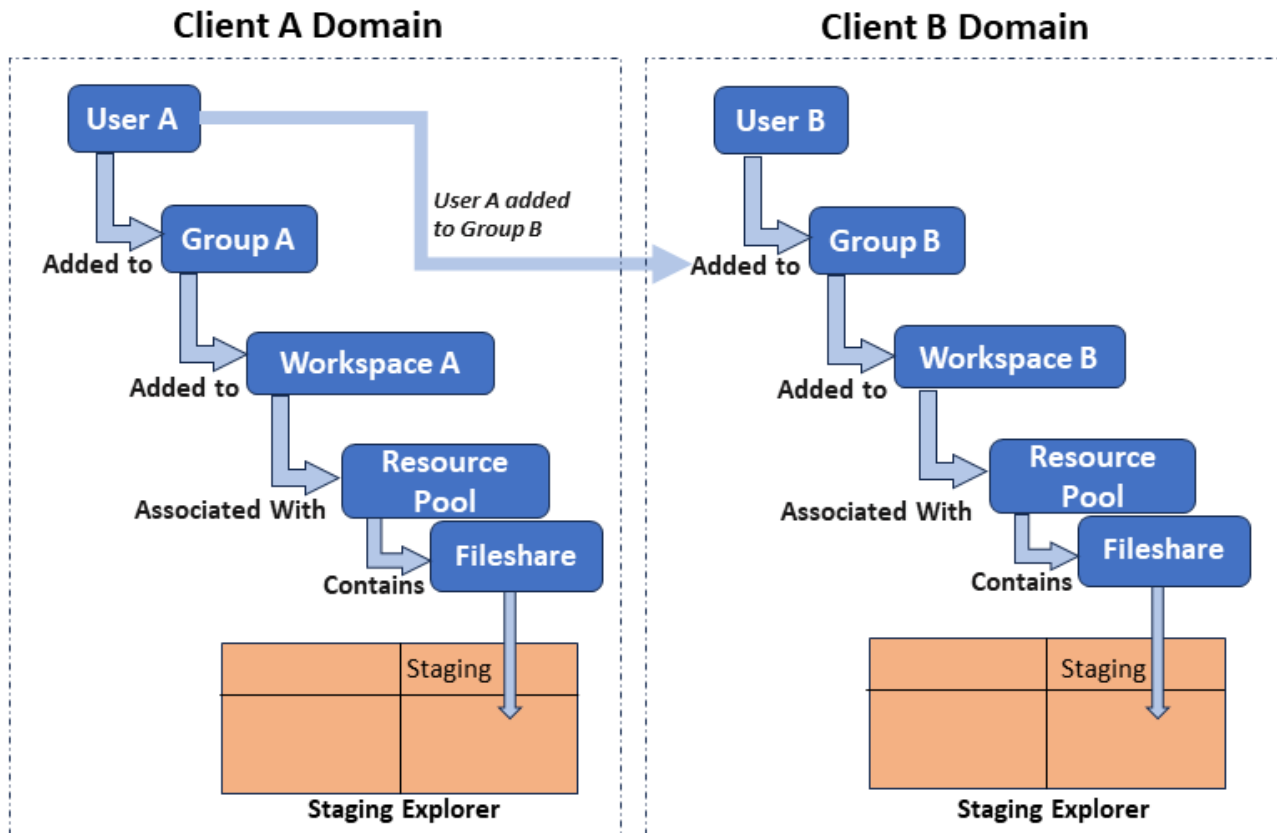 Client A Domain
User A
User A added
to Group B
Group A
Added to
Workspace A
Added to
Resource
Pool
Associated With
Fileshare
Contains
Staging
Staging Explorer
Client B Domain
User B
Group B
Added to
Workspace B
Added to
Resource
Pool
Associated With
Fileshare
Contains
Staging
Staging Explorer